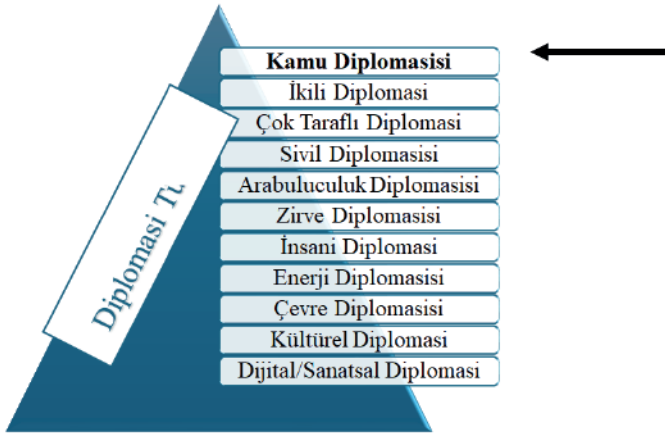 Kamu Diplomasisi
İkili Diplomasi
Çok Taraflı Diplomasi
Sivil Diplomasisi
Arabuluculuk Diplomasisi
Zirve Diplomasisi
İnsani Diplomasi
Enerji Diplomasisi
Çevre Diplomasisi
Kültürel Diplomasi
Dijital/Sanatsal Diplomasi
Diplomasi